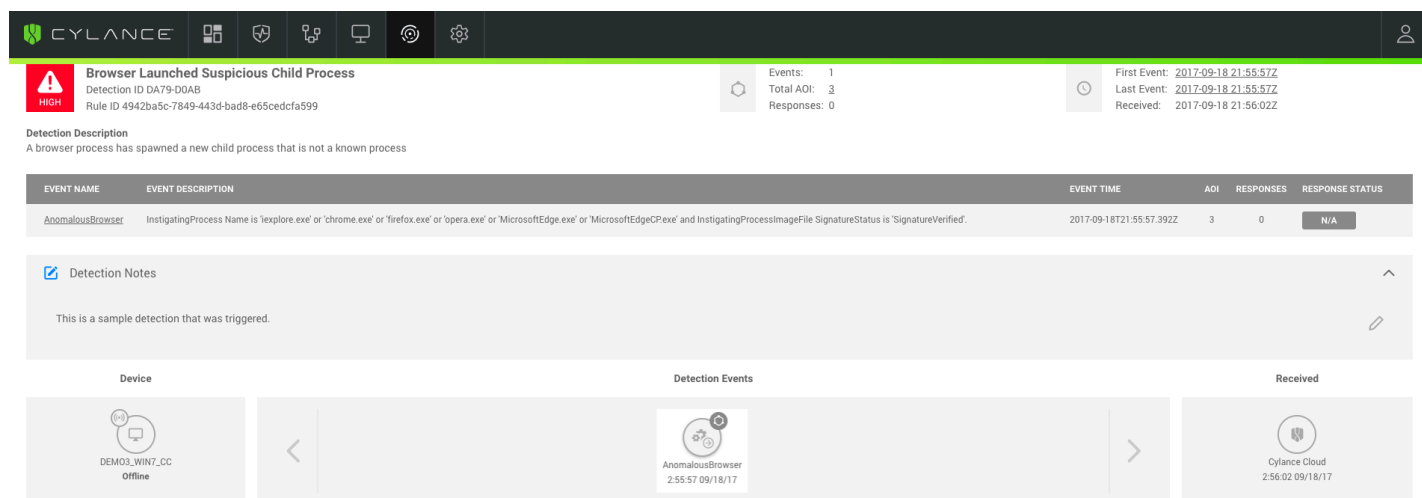 CYLANCE
HIGH
Browser Launched Suspicious Child Process
Detection ID DA79-D0AB
Rule ID 4942ba5c-7849-443d-bad8-e65cedcfa599
Events: 1
Total AOI: 3
Responses: 0
First Event: 2017-09-18 21:55:57Z
Last Event: 2017-09-18 21:55:57Z
Received: 2017-09-18 21:56:02Z
Detection Description
A browser process has spawned a new child process that is not a known process
EVENT NAME EVENT DESCRIPTION EVENT TIME AOI RESPONSES RESPONSE STATUS
AnomalousBrowser InstigatingProcess Name is 'iexplore.exe' or 'chrome.exe' or 'firefox.exe' or 'opera.exe' or 'MicrosoftEdge.exe' or 'MicrosoftEdgeCP.exe' and InstigatingProcessImageFile SignatureStatus is 'SignatureVerified'. 2017-09-18T21:55:57.392Z 3 0 N/A
Detection Notes
This is a sample detection that was triggered.
Device Detection Events Received
DEMO3_WIN7_CC
Offline
AnomalousBrowser
2:55:57 09/18/17
Cylance Cloud
2:56:02 09/18/17